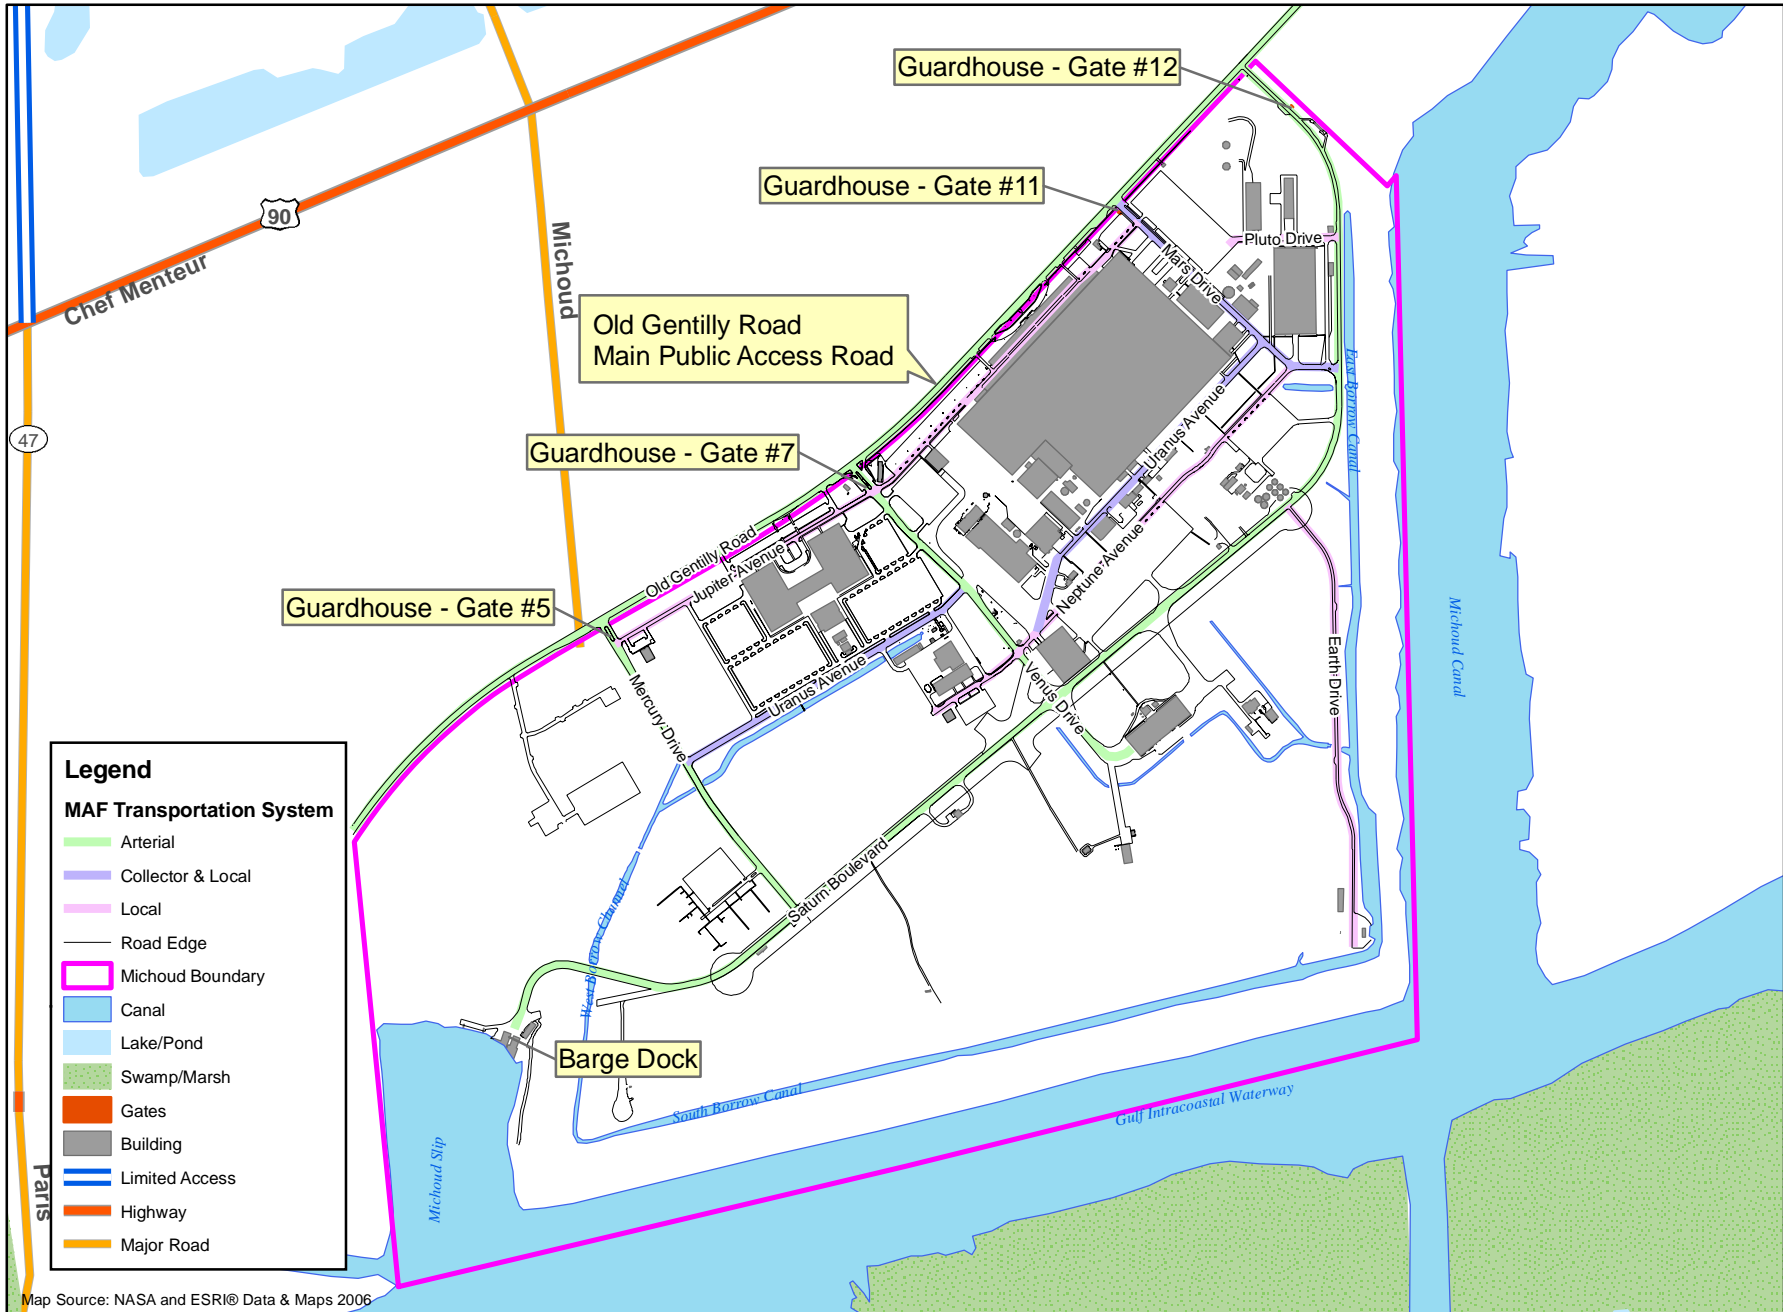 Guardhouse - Gate #12
Guardhouse - Gate #11
90
Chef Menteur
Michoud
Pluto Drive
Mars Drive
Old Gentilly Road
Main Public Access Road
East Borrow Canal
47
Uranus Avenue
Guardhouse - Gate #7
Old Gentilly Road
Jupiter Avenue
Neptune Avenue
Guardhouse - Gate #5
Michoud Canal
Earth Drive
Mercury Drive
Uranus Avenue
Venus Drive
Saturn Boulevard
West Borrow Channel
Barge Dock
South Borrow Canal
Gulf Intracoastal Waterway
Michoud Slip
Paris
Legend
MAF Transportation System
Arterial
Collector & Local
Local
Road Edge
Michoud Boundary
Canal
Lake/Pond
Swamp/Marsh
Gates
Building
Limited Access
Highway
Major Road
Map Source: NASA and ESRI® Data & Maps 2006